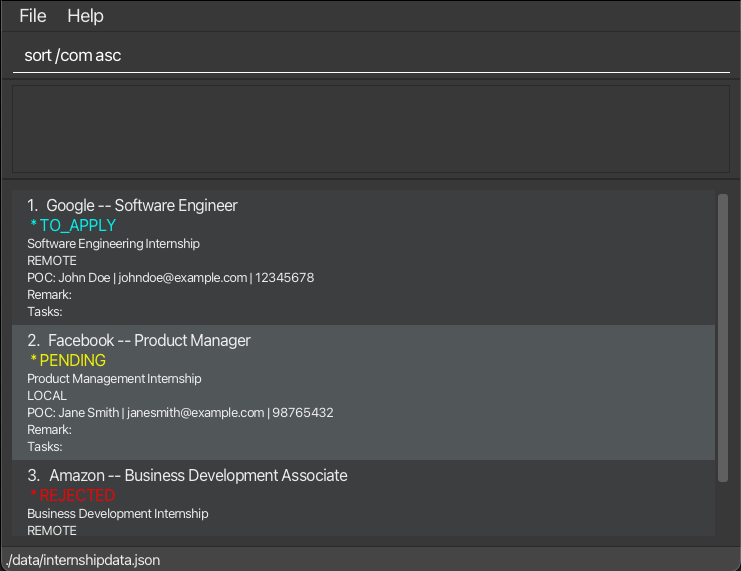 File Help
sort /com asc
1. Google -- Software Engineer
* TO_APPLY
Software Engineering Internship
REMOTE
POC: John Doe | johndoe@example.com | 12345678
Remark:
Tasks:
2. Facebook -- Product Manager
* PENDING
Product Management Internship
LOCAL
POC: Jane Smith | janesmith@example.com | 98765432
Remark:
Tasks:
3. Amazon -- Business Development Associate
* REJECTED
Business Development Internship
REMOTE
./data/internshipdata.json